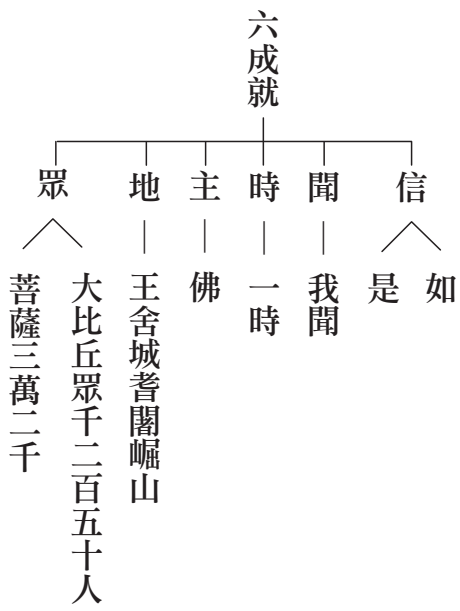 六成就
信
如
是
聞
我聞
時
一時
主
佛
地
王舍城耆闍崛山
眾
大比丘眾千二百五十人
菩薩三萬二千